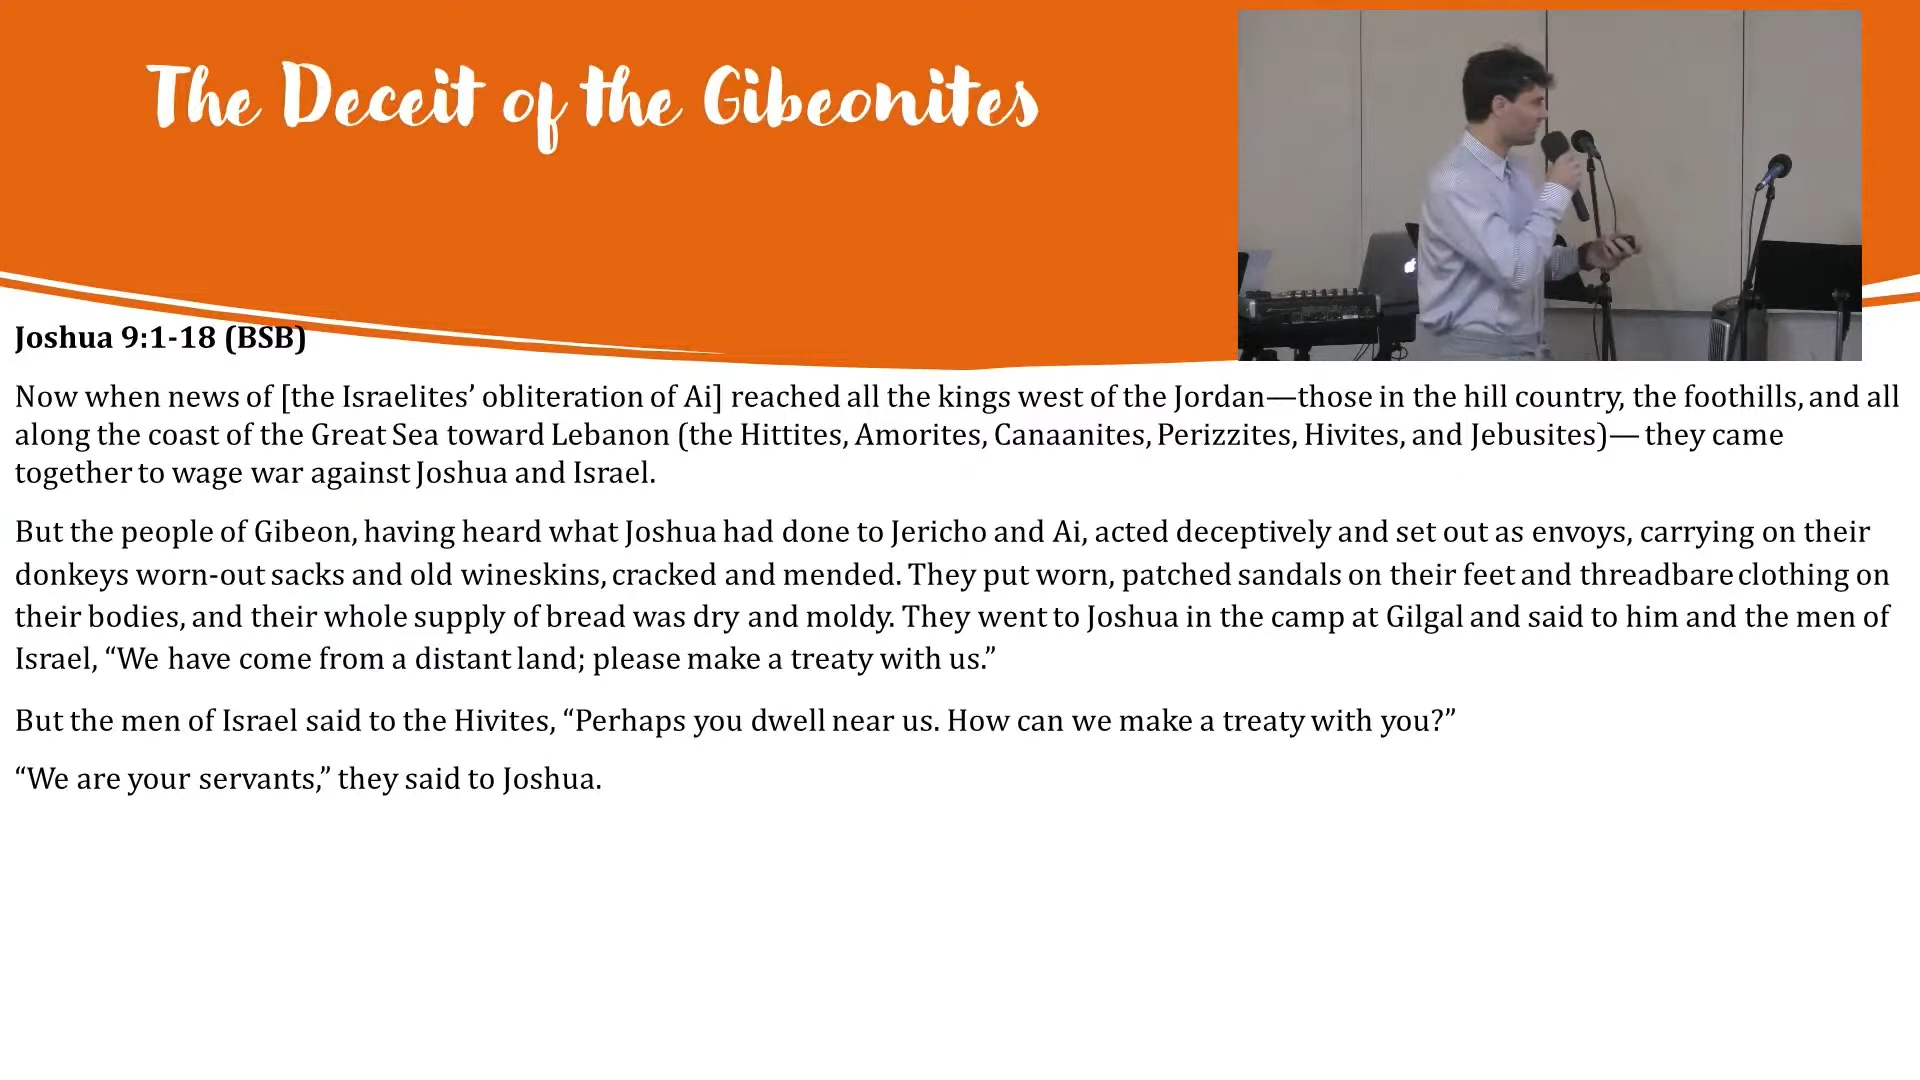 The Deceit of the Gibeonites
Joshua 9:1-18 (BSB)
Now when news of [the Israelites’ obliteration of Ai] reached all the kings west of the Jordan—those in the hill country, the foothills, and all
along the coast of the Great Sea toward Lebanon (the Hittites, Amorites, Canaanites, Perizzites, Hivites, and Jebusites)— they came
together to wage war against Joshua and Israel.
But the people of Gibeon, having heard what Joshua had done to Jericho and Ai, acted deceptively and set out as envoys, carrying on their
donkeys worn-out sacks and old wineskins, cracked and mended. They put worn, patched sandals on their feet and threadbare clothing on
their bodies, and their whole supply of bread was dry and moldy. They went to Joshua in the camp at Gilgal and said to him and the men of
Israel, “We have come from a distant land; please make a treaty with us.”
But the men of Israel said to the Hivites, “Perhaps you dwell near us. How can we make a treaty with you?”
“We are your servants,” they said to Joshua.